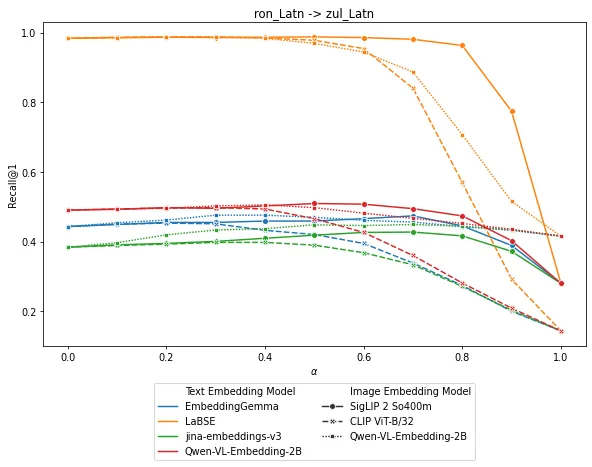 ron_Latn -> zul_Latn
1.0
0.8
0.6
0.4
0.2
Recall@1
0.0 0.2 0.4 0.6 0.8 1.0
α
Text Embedding Model Image Embedding Model
EmbeddingGemma SigLIP 2 So400m
LaBSE CLIP ViT-B/32
jina-embeddings-v3 Qwen-VL-Embedding-2B
Qwen-VL-Embedding-2B